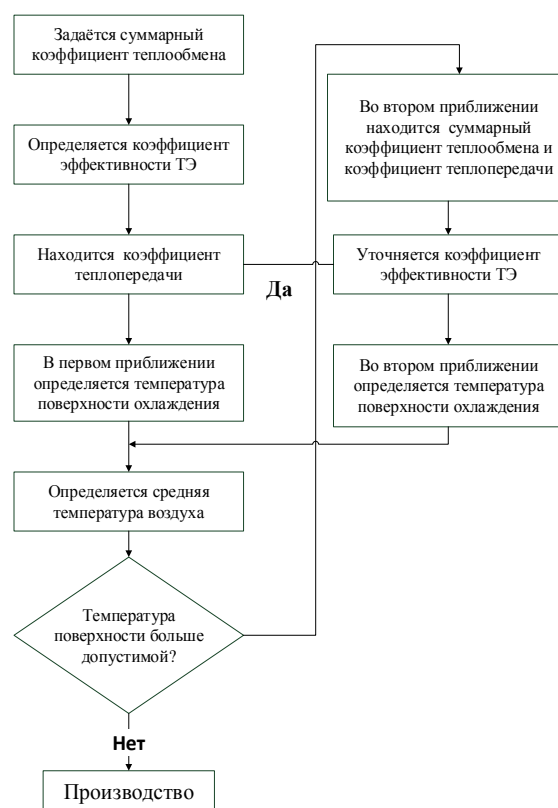 Задаётся суммарный
коэффициент теплообмена
Определяется коэффициент
эффективности ТЭ
Находится коэффициент
теплопередачи
В первом приближении
определяется температура
поверхности охлаждения
Определяется средняя
температура воздуха
Температура
поверхности больше
допустимой?
Нет
Производство
Да
Во втором приближении
находится суммарный
коэффициент теплообмена и
коэффициент теплопередачи
Уточняется коэффициент
эффективности ТЭ
Во втором приближении
определяется температура
поверхности охлаждения